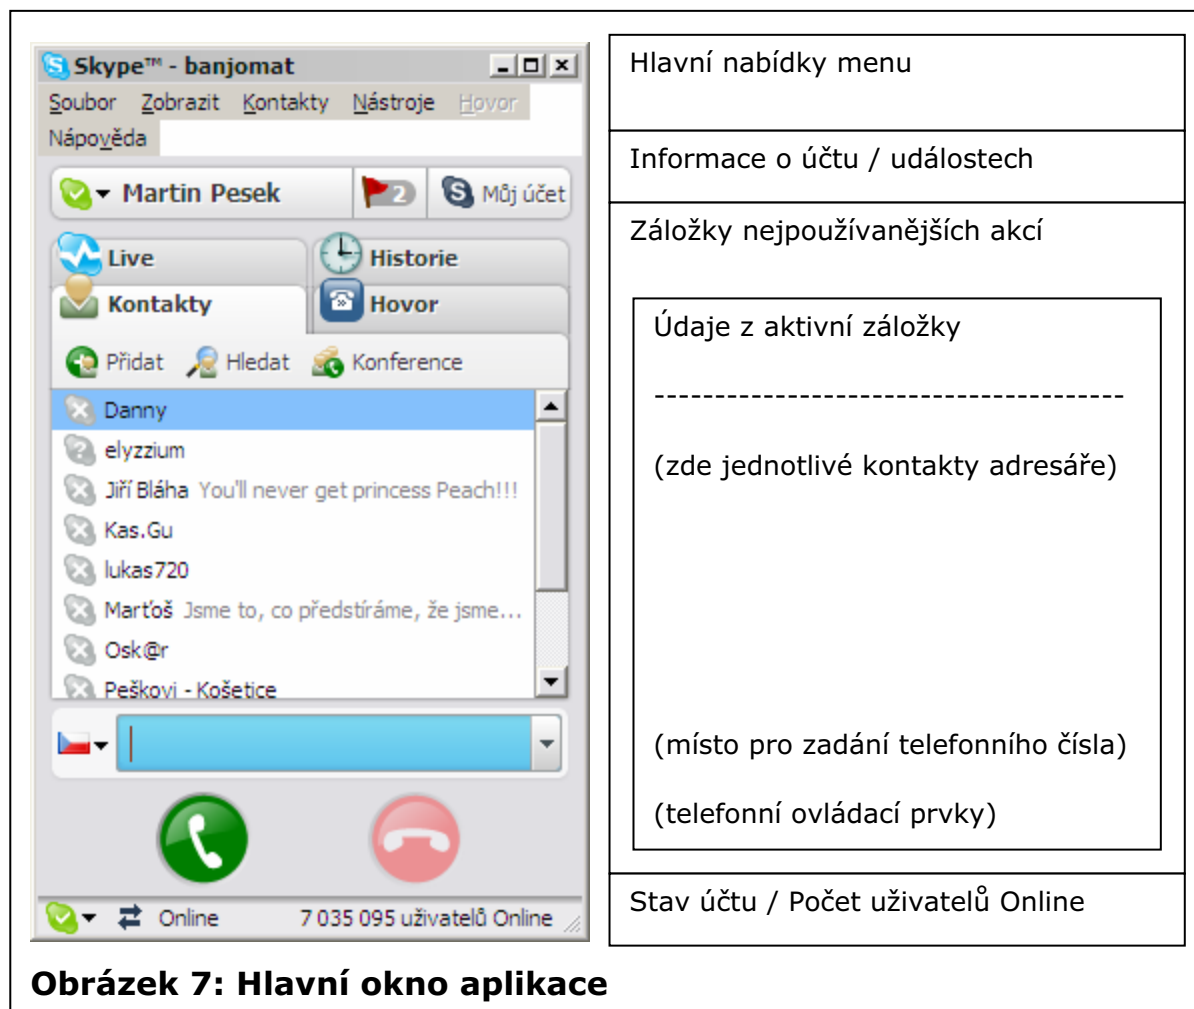 Skype™ - banjomat
Soubor Zobrazit Kontakty Nástroje Hovor
Nápověda
Martin Pesek 2 Můj účet
Live Historie
Kontakty Hovor
Přidat Hledat Konference
Danny
elyzzium
Jiří Bláha You'll never get princess Peach!!!
Kas.Gu
lukas720
Marťoš Jsme to, co předstíráme, že jsme...
Osk@r
Peškovi - Košetice
Online 7 035 095 uživatelů Online
Hlavní nabídky menu
Informace o účtu / událostech
Záložky nejpoužívanějších akcí
Údaje z aktivní záložky
---------------------------------------
(zde jednotlivé kontakty adresáře)
(místo pro zadání telefonního čísla)
(telefonní ovládací prvky)
Stav účtu / Počet uživatelů Online
Obrázek 7: Hlavní okno aplikace